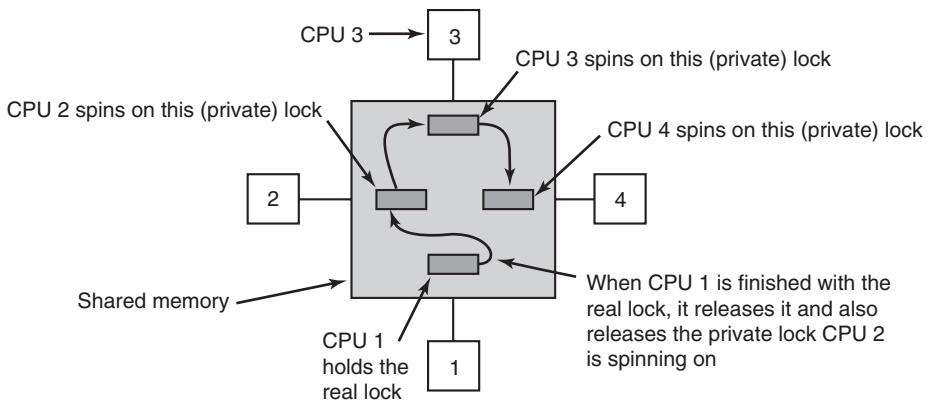 CPU 3
3
CPU 3 spins on this (private) lock
CPU 2 spins on this (private) lock
CPU 4 spins on this (private) lock
2
4
Shared memory
When CPU 1 is finished with the
real lock, it releases it and also
releases the private lock CPU 2
is spinning on
CPU 1
holds the
real lock
1